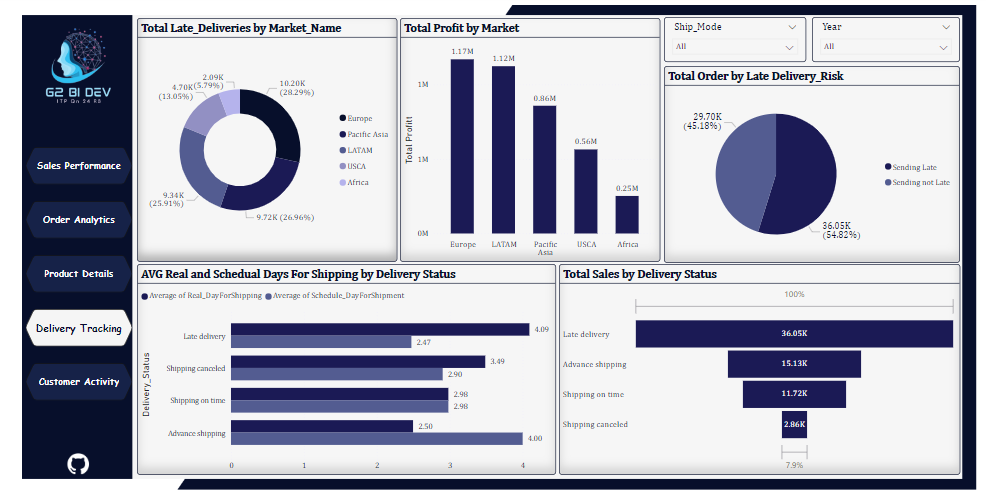 G2 BI DEV
ITP Qn 24 R3
Sales Performance
Order Analytics
Product Details
Delivery Tracking
Customer Activity
Total Late_Deliveries by Market_Name
2.09K
(5.79%)
4.70K
(13.05%)
10.20K
(28.29%)
9.34K
(25.91%)
9.72K (26.96%)
Europe
Pacific Asia
LATAM
USCA
Africa
Total Profit by Market
Total Profitt
1M
1M
0M
1.17M
1.12M
0.86M
0.56M
0.25M
Europe
LATAM
Pacific
Asia
USCA
Africa
Ship_Mode
All
Year
All
Total Order by Late Delivery_Risk
29.70K
(45.18%)
36.05K
(54.82%)
Sending Late
Sending not Late
AVG Real and Schedual Days For Shipping by Delivery Status
Average of Real_DayForShipping
Average of Schedule_DayForShipment
Delivery_Status
Late delivery
4.09
2.47
Shipping canceled
3.49
2.90
Shipping on time
2.98
2.98
Advance shipping
2.50
4.00
0 1 2 3 4
Total Sales by Delivery Status
100%
Late delivery 36.05K
Advance shipping 15.13K
Shipping on time 11.72K
Shipping canceled 2.86K
7.9%